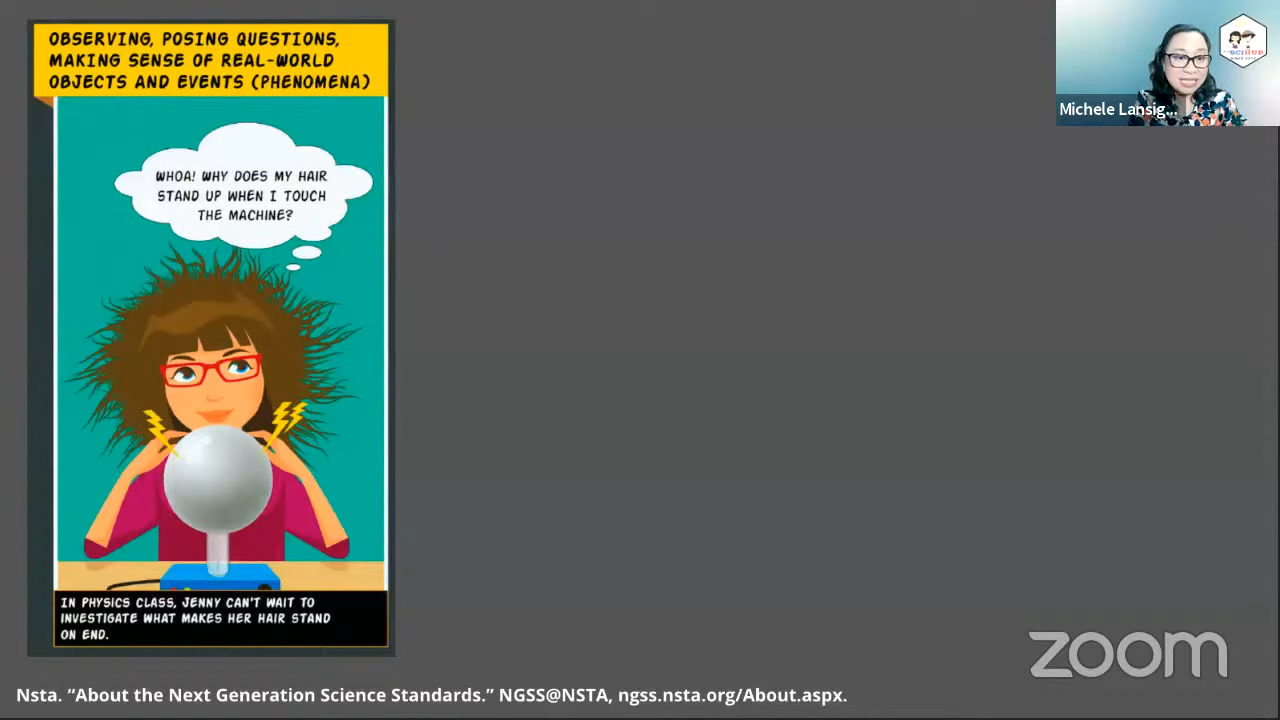 OBSERVING, POSING QUESTIONS,
MAKING SENSE OF REAL-WORLD
OBJECTS AND EVENTS (PHENOMENA)
WHOA! WHY DOES MY HAIR
STAND UP WHEN I TOUCH
THE MACHINE?
IN PHYSICS CLASS, JENNY CAN'T WAIT TO
INVESTIGATE WHAT MAKES HER HAIR STAND
ON END.
Nsta. “About the Next Generation Science Standards.” NGSS@NSTA, ngss.nsta.org/About.aspx.
Michele Lansig...
SCIHUB
zoom